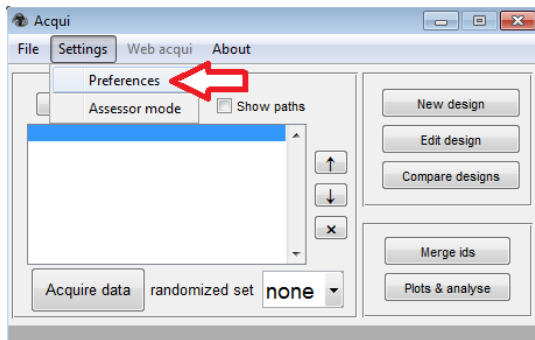 Acqui
File Settings Web acqui About
Preferences
Assessor mode
Show paths
Acquire data randomized set none
New design
Edit design
Compare designs
Merge ids
Plots & analyse